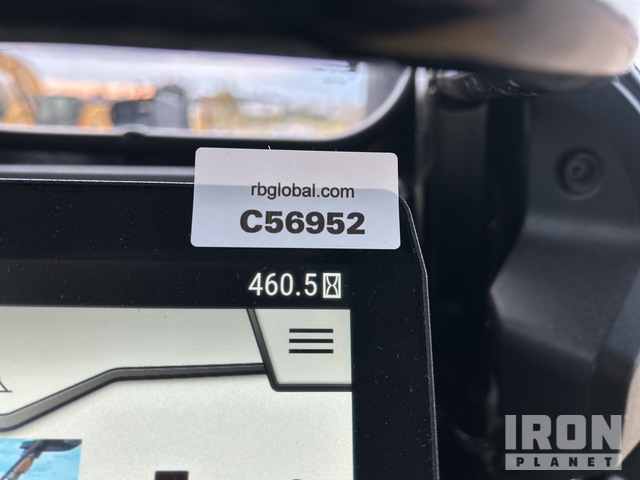 rbglobal.com
C56952
460.5
IRON
PLANET